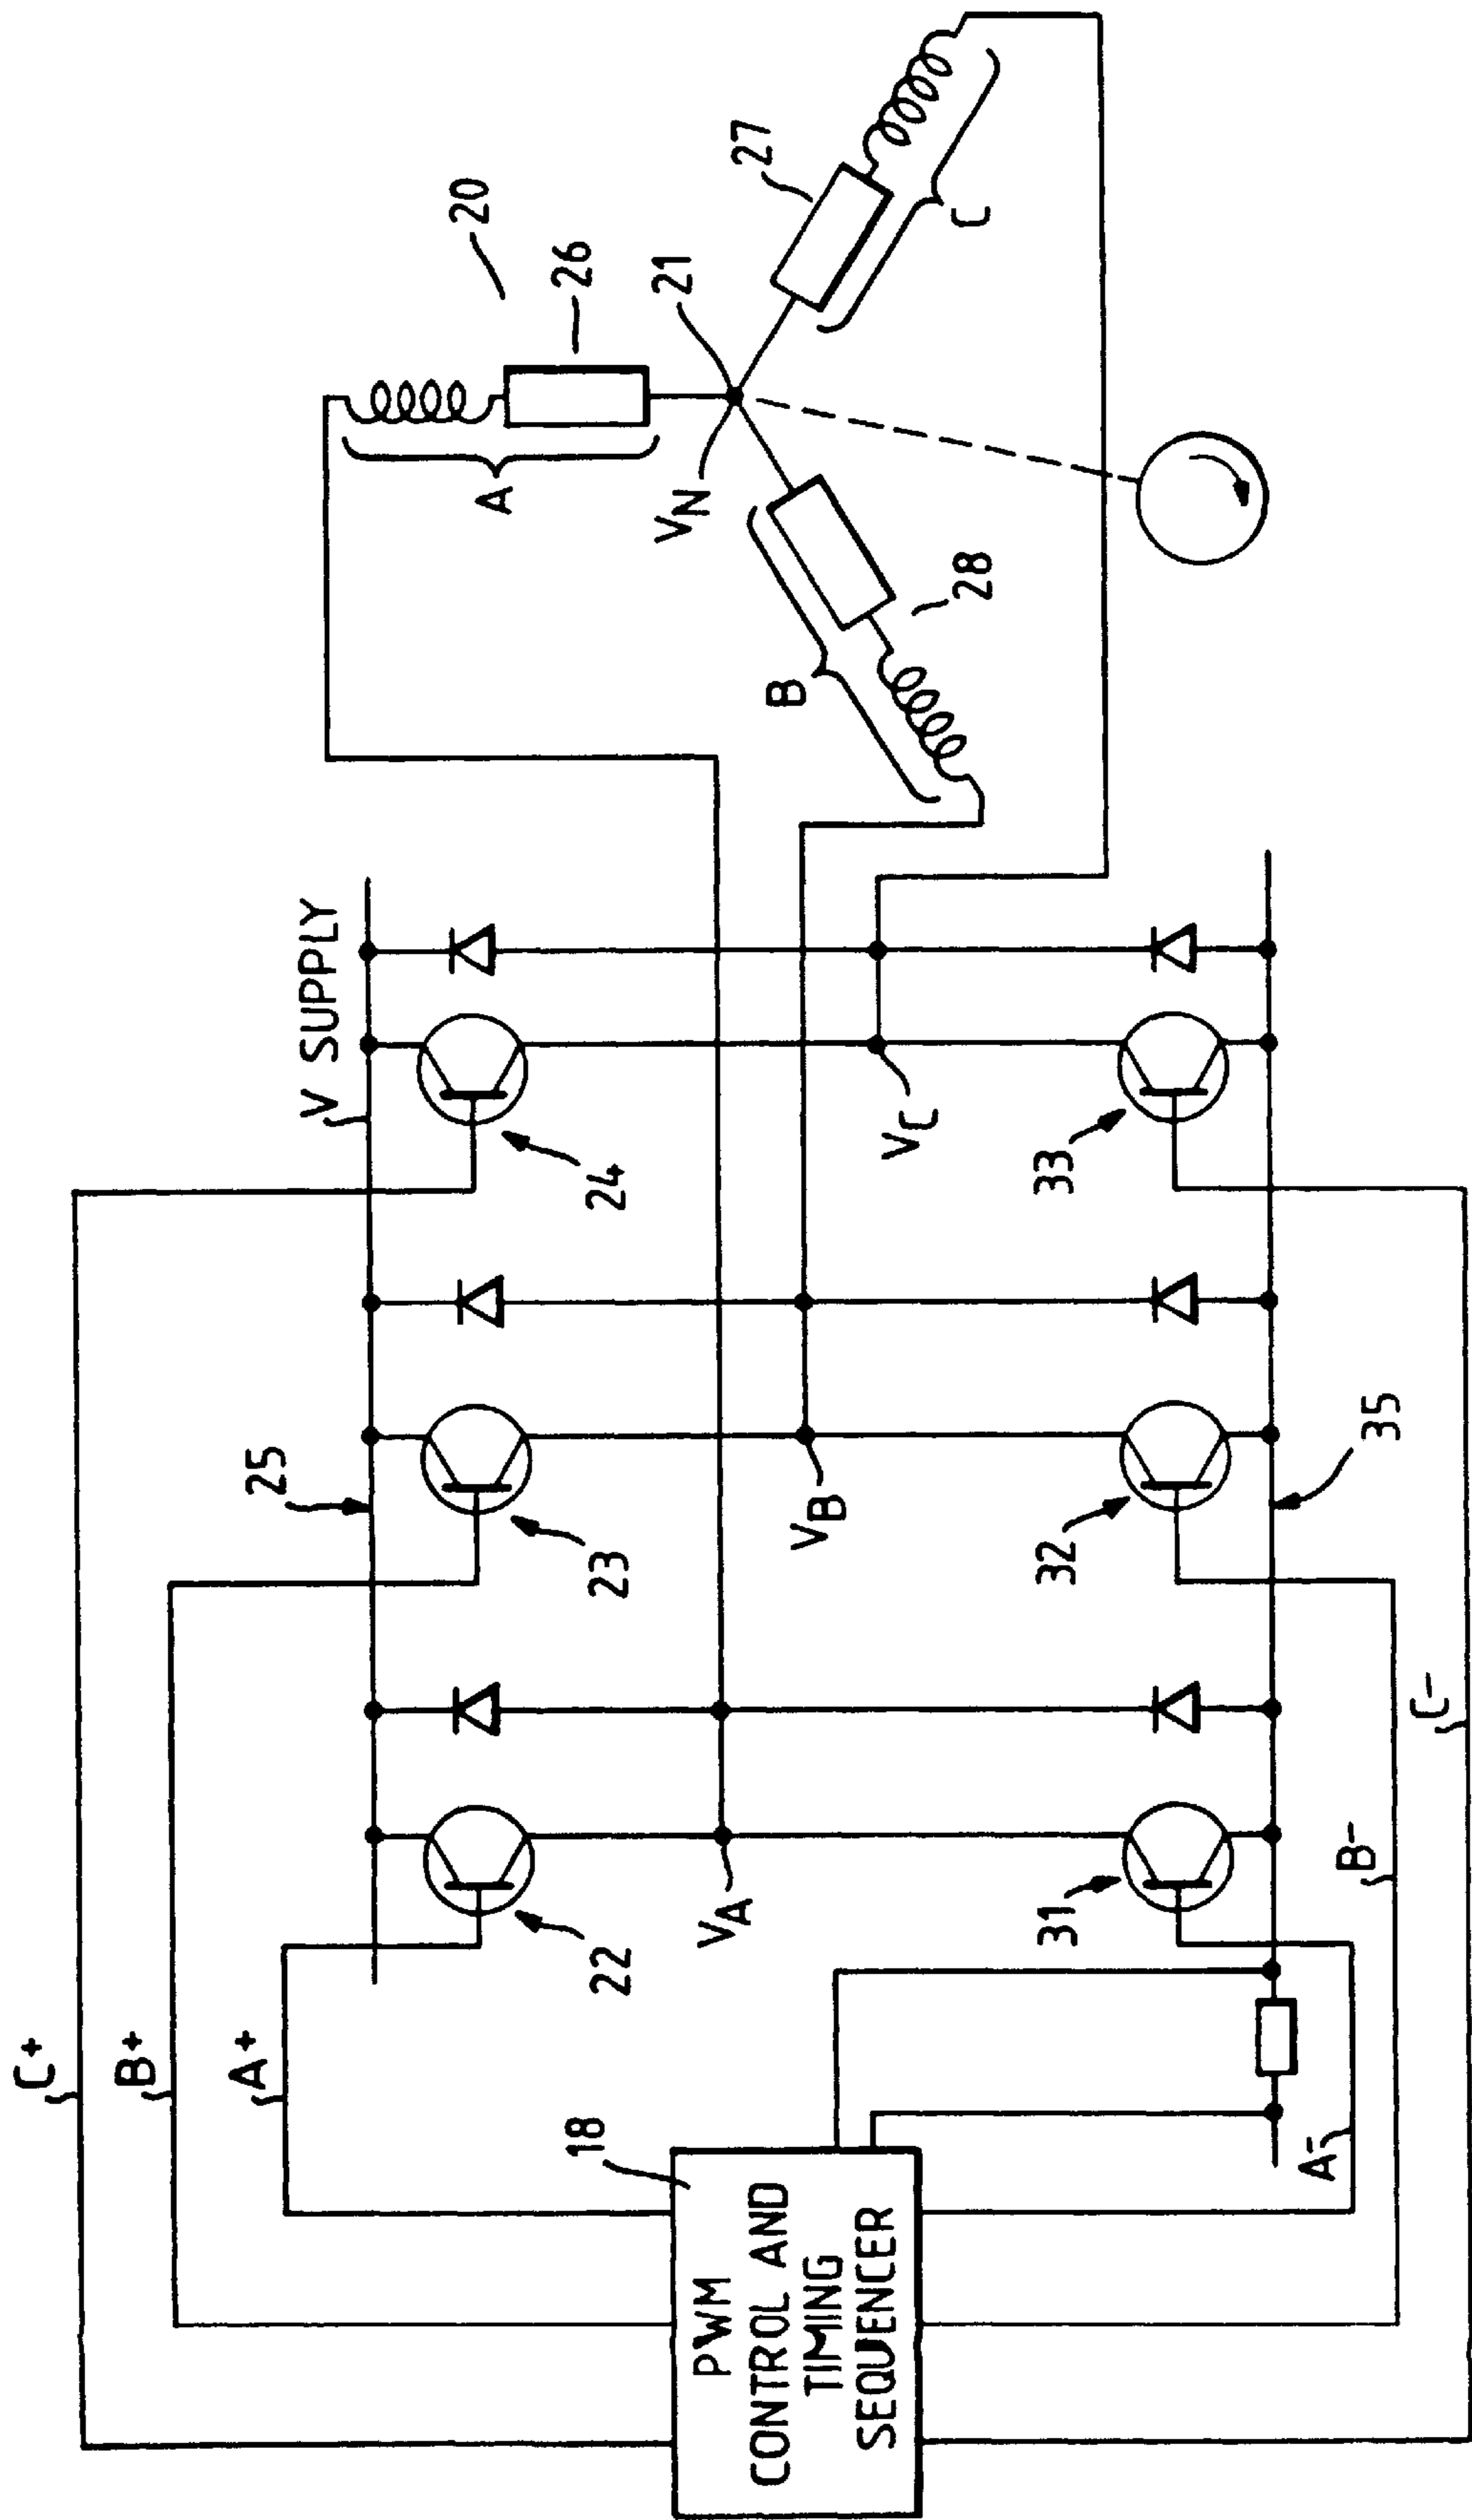 C+
B+
A+
18
PWM
CONTROL AND
TIMING
SEQUENCER
25
V SUPPLY
22
23
24
VA
VB
VC
31
32
33
35
A-
B-
C-
20
26
21
27
A
VN
B
28
C